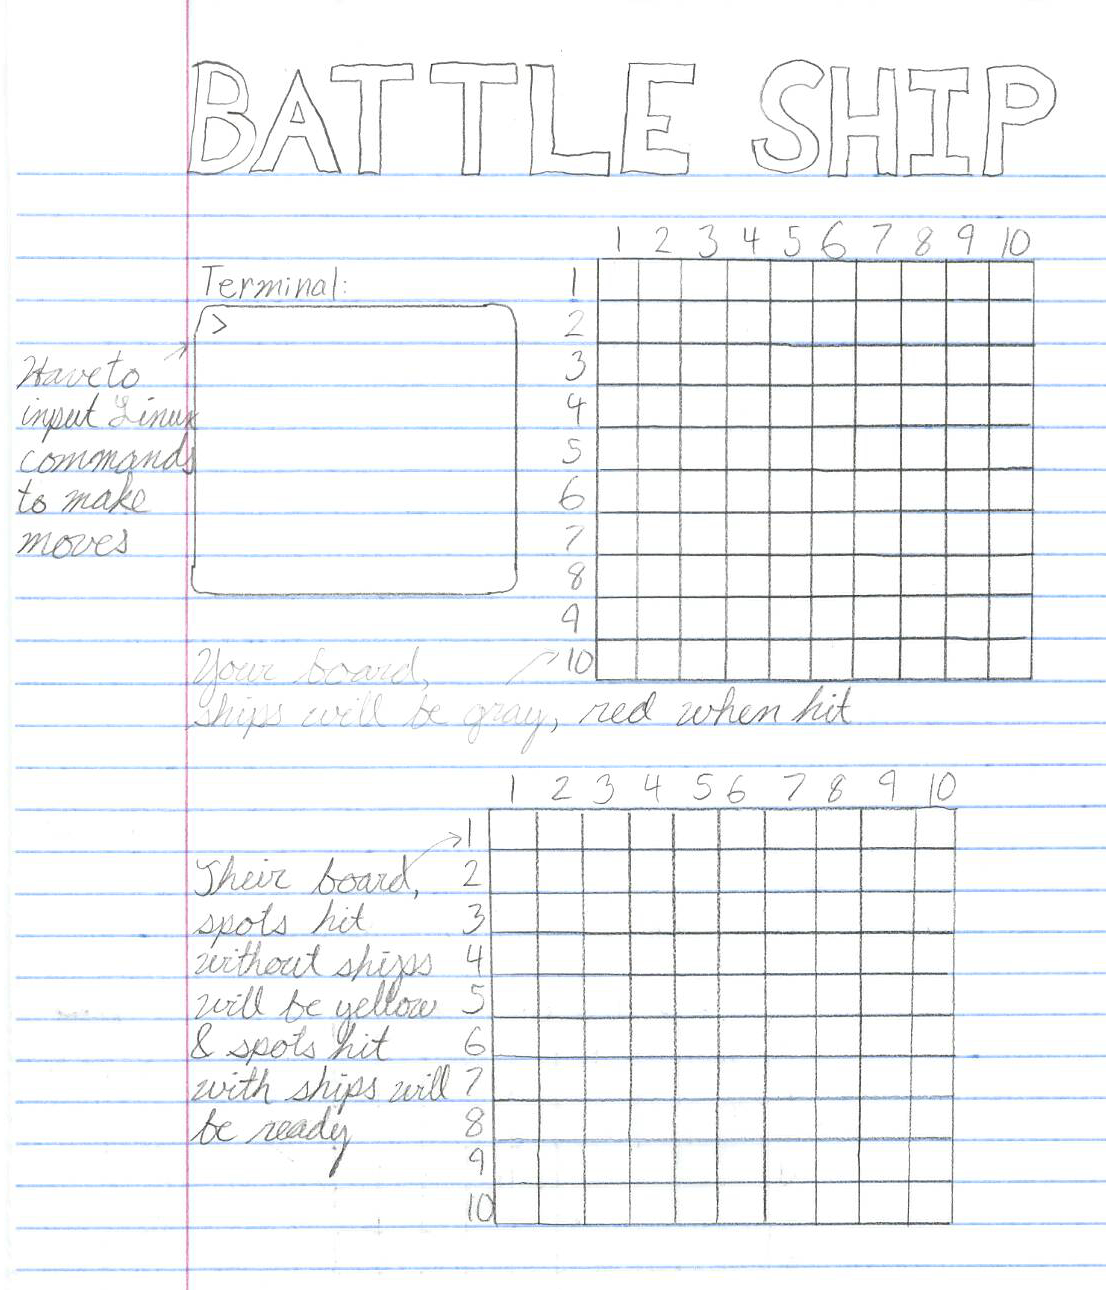 BATTLE SHIP
Terminal:
>
Have to
input Linux
commands
to make
moves
1 2 3 4 5 6 7 8 9 10
1
2
3
4
5
6
7
8
9
10
Your board,
ships will be gray, red when hit
1 2 3 4 5 6 7 8 9 10
1
2
3
4
5
6
7
8
9
10
Their board,
spots hit
without ships
will be yellow
& spots hit
with ships will
be ready